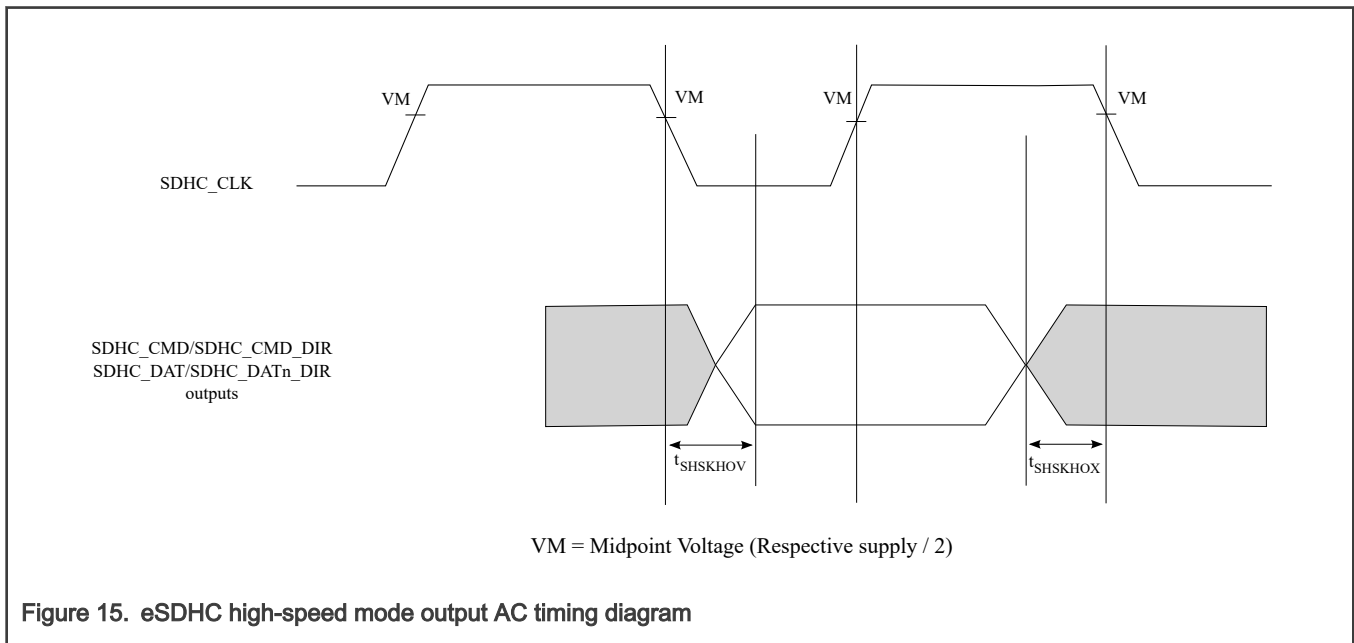 VM
VM
VM
VM
SDHC_CLK
SDHC_CMD/SDHC_CMD_DIR
SDHC_DAT/SDHC_DATn_DIR
outputs
tSHSKHOV
tSHSKHOX
VM = Midpoint Voltage (Respective supply / 2)
Figure 15. eSDHC high-speed mode output AC timing diagram